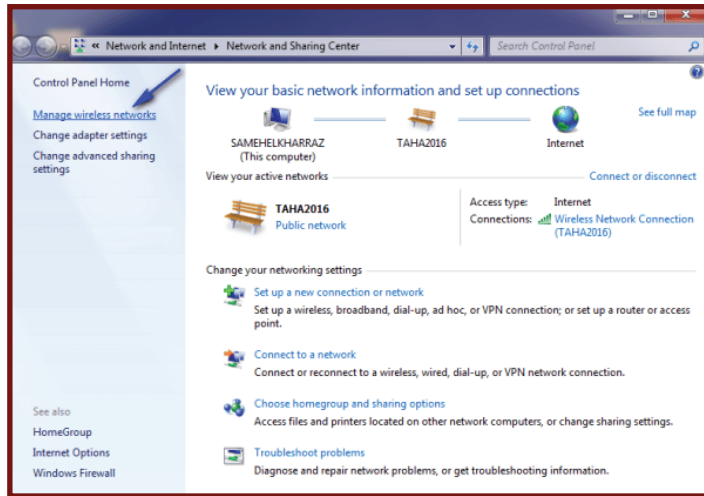 « Network and Internet ▸ Network and Sharing Center
Search Control Panel
Control Panel Home
Manage wireless networks
Change adapter settings
Change advanced sharing
settings
See also
HomeGroup
Internet Options
Windows Firewall
View your basic network information and set up connections
See full map
SAMEHELKHARRAZ
(This computer)
TAHA2016
Internet
View your active networks
Connect or disconnect
TAHA2016
Public network
Access type: Internet
Connections: Wireless Network Connection
(TAHA2016)
Change your networking settings
Set up a new connection or network
Set up a wireless, broadband, dial-up, ad hoc, or VPN connection; or set up a router or access
point.
Connect to a network
Connect or reconnect to a wireless, wired, dial-up, or VPN network connection.
Choose homegroup and sharing options
Access files and printers located on other network computers, or change sharing settings.
Troubleshoot problems
Diagnose and repair network problems, or get troubleshooting information.